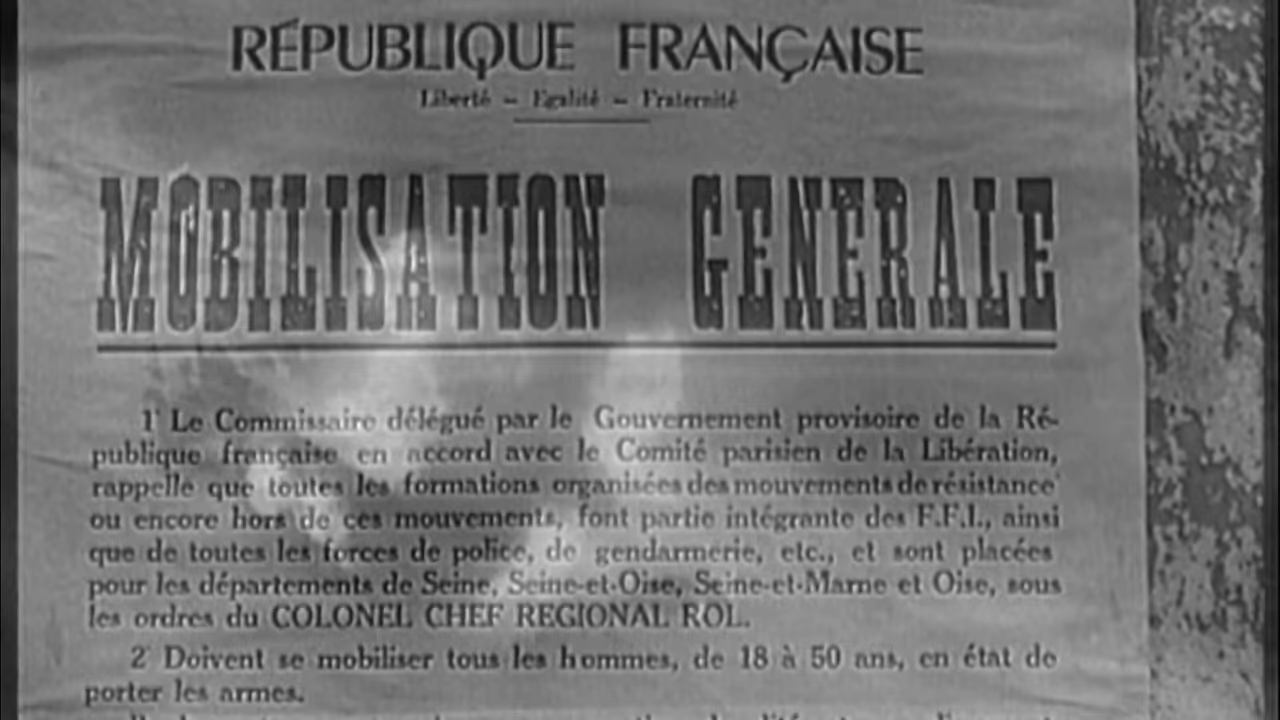 RÉPUBLIQUE FRANÇAISE
Liberté - Egalité - Fraternité
MOBILISATION GENERALE
1° Le Commissaire délégué par le Gouvernement provisoire de la Ré-
publique française en accord avec le Comité parisien de la Libération,
rappelle que toutes les formations organisées des mouvements de résistance
ou encore hors de ces mouvements, font partie intégrante des F.F.I., ainsi
que de toutes les forces de police, de gendarmerie, etc., et sont placées
pour les départements de Seine, Seine-et-Oise, Seine-et-Marne et Oise, sous
les ordres du COLONEL CHEF REGIONAL ROL.
2° Doivent se mobiliser tous les hommes, de 18 à 50 ans, en état de
porter les armes.